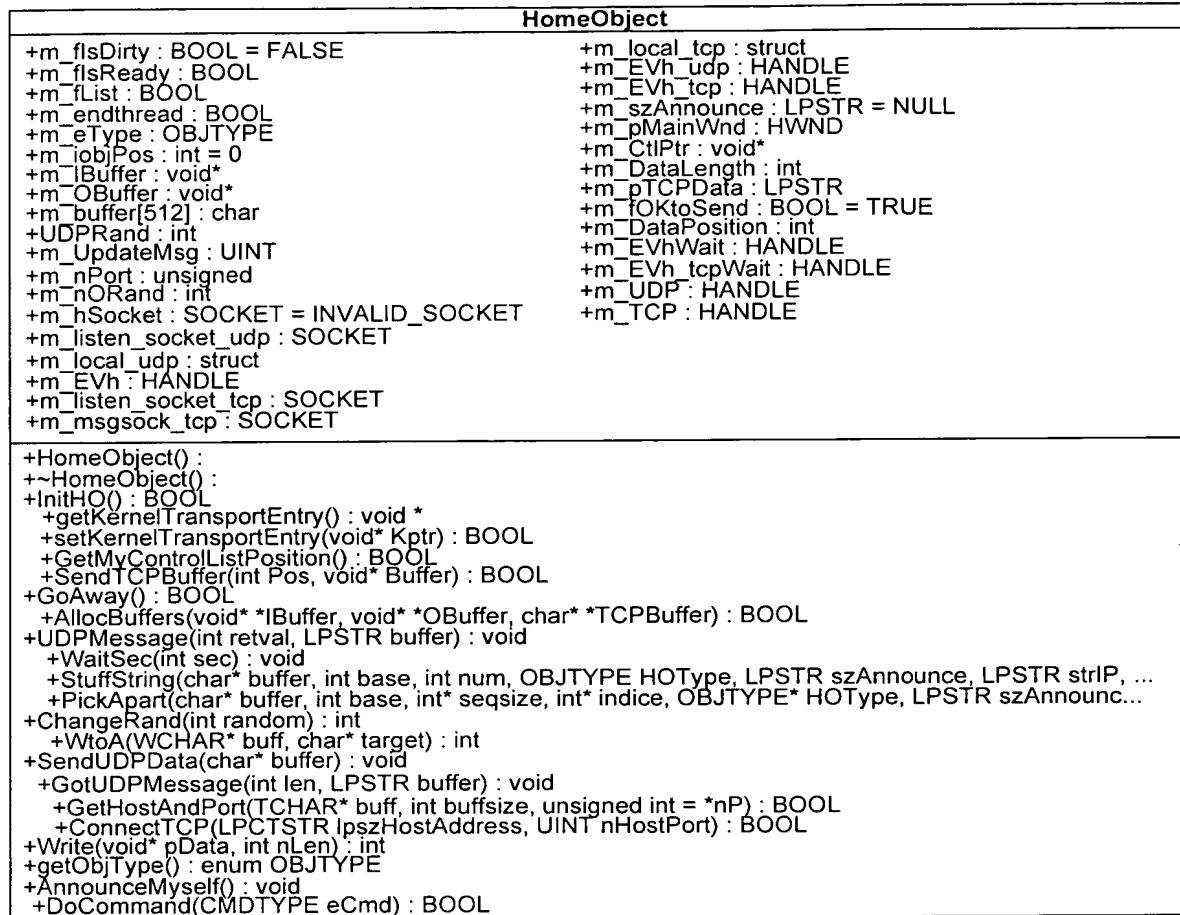 HomeObject
+m_fIsDirty : BOOL = FALSE
+m_fIsReady : BOOL
+m_fList : BOOL
+m_endthread : BOOL
+m_eType : OBJTYPE
+m_iobjPos : int = 0
+m_IBuffer : void*
+m_OBuffer : void*
+m_buffer[512] : char
+UDPRand : int
+m_UpdateMsg : UINT
+m_nPort : unsigned
+m_nORand : int
+m_hSocket : SOCKET = INVALID_SOCKET
+m_listen_socket_udp : SOCKET
+m_local_udp : struct
+m_EVh : HANDLE
+m_listen_socket_tcp : SOCKET
+m_msgsock_tcp : SOCKET
+m_local_tcp : struct
+m_EVh_udp : HANDLE
+m_EVh_tcp : HANDLE
+m_szAnnounce : LPSTR = NULL
+m_pMainWnd : HWND
+m_CtlPtr : void*
+m_DataLength : int
+m_pTCPData : LPSTR
+m_fOKtoSend : BOOL = TRUE
+m_DataPosition : int
+m_EVhWait : HANDLE
+m_EVh_tcpWait : HANDLE
+m_UDP : HANDLE
+m_TCP : HANDLE
+HomeObject() :
+~HomeObject() :
+InitHO() : BOOL
+getKernelTransportEntry() : void *
+setKernelTransportEntry(void* Kptr) : BOOL
+GetMyControlListPosition() : BOOL
+SendTCPBuffer(int Pos, void* Buffer) : BOOL
+GoAway() : BOOL
+AllocBuffers(void* *IBuffer, void* *OBuffer, char* *TCPBuffer) : BOOL
+UDPMessage(int retval, LPSTR buffer) : void
+WaitSec(int sec) : void
+StuffString(char* buffer, int base, int num, OBJTYPE HOType, LPSTR szAnnounce, LPSTR strIP, ...
+PickApart(char* buffer, int base, int* seqsize, int* indice, OBJTYPE* HOType, LPSTR szAnnounc...
+ChangeRand(int random) : int
+WtoA(WCHAR* buff, char* target) : int
+SendUDPData(char* buffer) : void
+GotUDPMessage(int len, LPSTR buffer) : void
+GetHostAndPort(TCHAR* buff, int buffsize, unsigned int = *nP) : BOOL
+ConnectTCP(LPCTSTR lpszHostAddress, UINT nHostPort) : BOOL
+Write(void* pData, int nLen) : int
+getObjType() : enum OBJTYPE
+AnnounceMyself() : void
+DoCommand(CMDTYPE eCmd) : BOOL